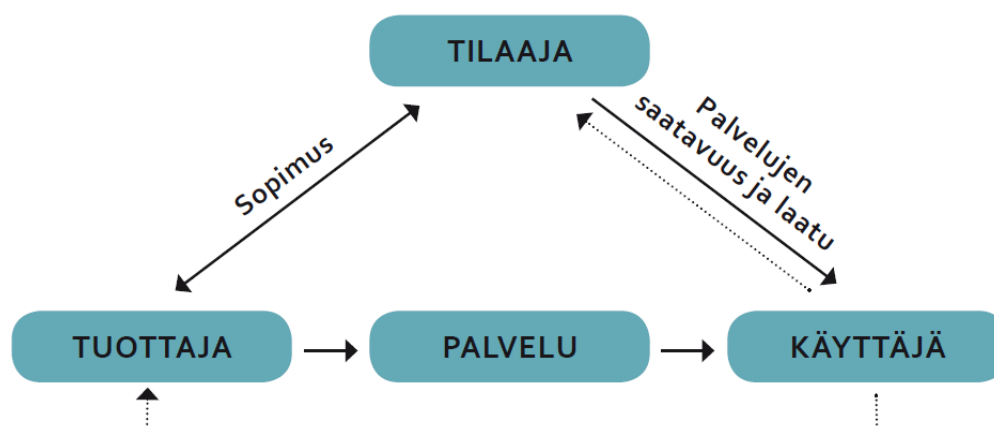 TILAAJA
Sopimus
Palvelujen
saatavuus ja laatu
TUOTTAJA
PALVELU
KÄYTTÄJÄ